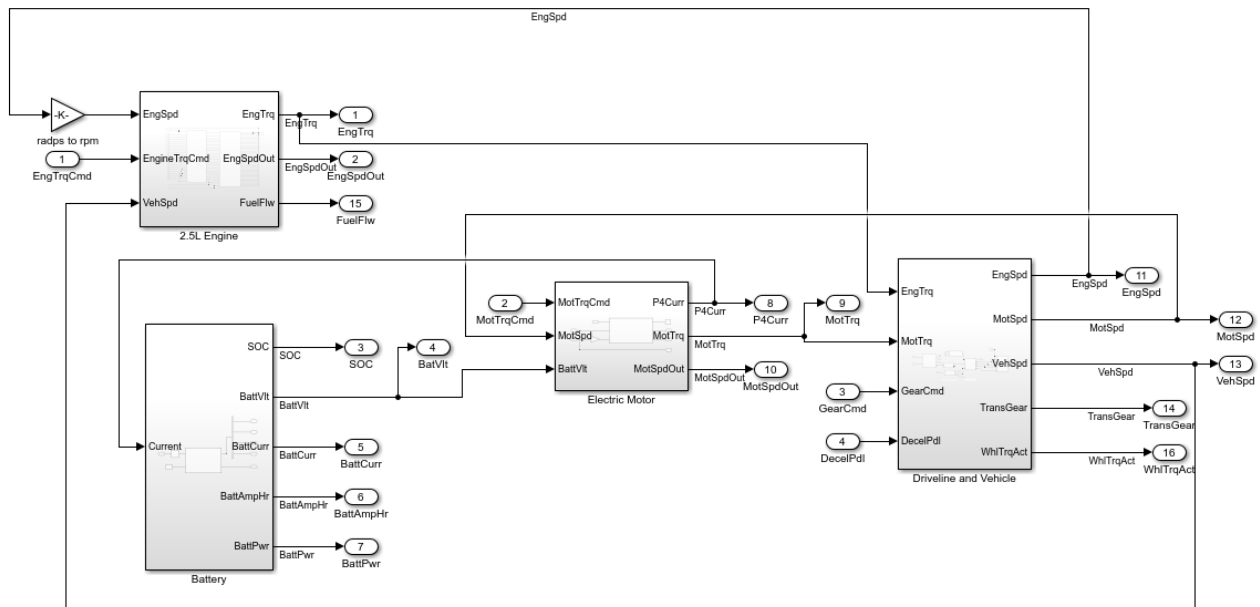 EngSpd
-K-
radps to rpm
1
EngTrqCmd
EngSpd
EngineTrqCmd
VehSpd
EngTrq
EngSpdOut
FuelFlw
2.5L Engine
EngTrq
EngSpdOut
1
EngTrq
2
EngSpdOut
15
FuelFlw
Current
SOC
BattVlt
BattCurr
BattAmpHr
BattPwr
Battery
SOC
BattVlt
BattCurr
BattAmpHr
BattPwr
3
SOC
4
BatVlt
5
BattCurr
6
BattAmpHr
7
BattPwr
2
MotTrqCmd
MotTrqCmd
MotSpd
BattVlt
P4Curr
MotTrq
MotSpdOut
Electric Motor
P4Curr
MotTrq
MotSpdOut
8
P4Curr
9
MotTrq
10
MotSpdOut
3
GearCmd
4
DecelPdl
EngTrq
MotTrq
GearCmd
DecelPdl
EngSpd
MotSpd
VehSpd
TransGear
WhlTrqAct
Driveline and Vehicle
EngSpd
MotSpd
VehSpd
TransGear
WhlTrqAct
11
EngSpd
12
MotSpd
13
VehSpd
14
TransGear
16
WhlTrqAct